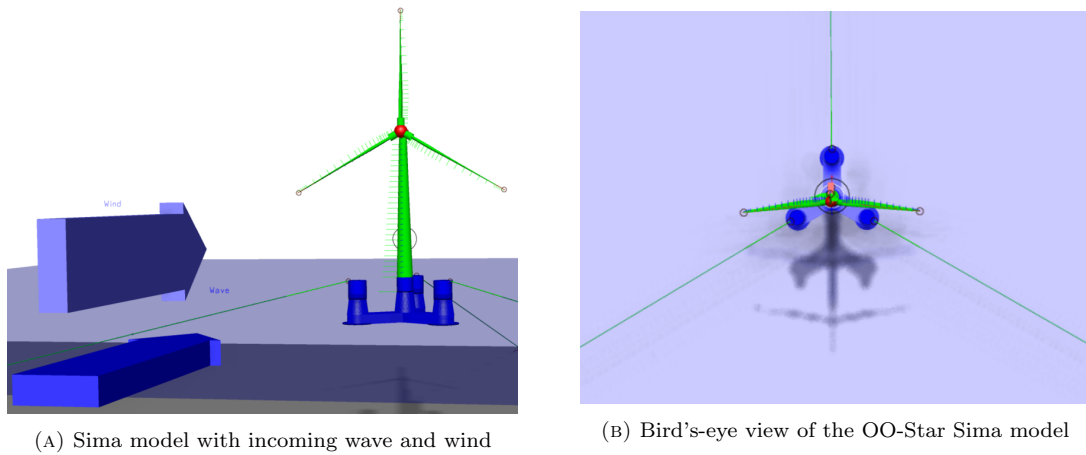 Wind
Wave
(A) Sima model with incoming wave and wind
(B) Bird's-eye view of the OO-Star Sima model